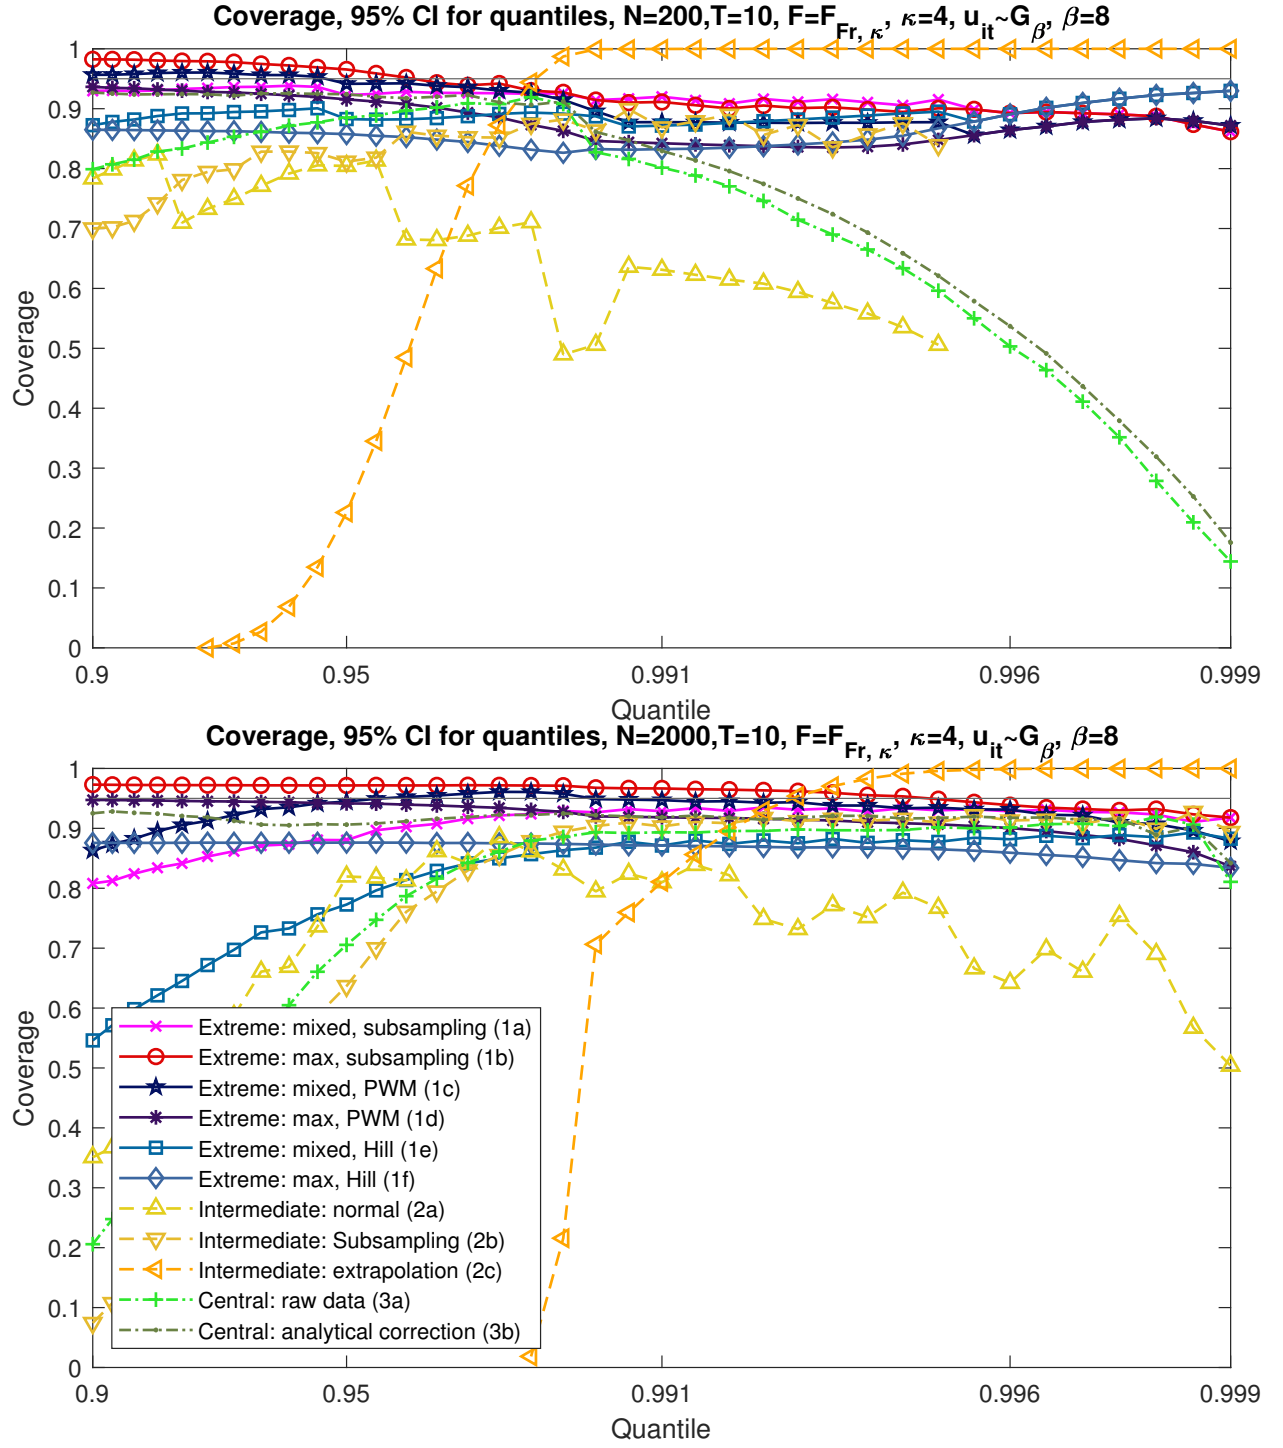 Coverage, 95% CI for quantiles, N=200,T=10, F=F_{Fr, κ}, κ=4, u_{it}~G_β, β=8
1
0.9
0.8
0.7
0.6
0.5
0.4
0.3
0.2
0.1
0
Coverage
0.9 0.95 0.991 0.996 0.999
Quantile
Coverage, 95% CI for quantiles, N=2000,T=10, F=F_{Fr, κ}, κ=4, u_{it}~G_β, β=8
1
0.9
0.8
0.7
0.6
0.5
0.4
0.3
0.2
0.1
0
Coverage
Extreme: mixed, subsampling (1a)
Extreme: max, subsampling (1b)
Extreme: mixed, PWM (1c)
Extreme: max, PWM (1d)
Extreme: mixed, Hill (1e)
Extreme: max, Hill (1f)
Intermediate: normal (2a)
Intermediate: Subsampling (2b)
Intermediate: extrapolation (2c)
Central: raw data (3a)
Central: analytical correction (3b)
0.9 0.95 0.991 0.996 0.999
Quantile